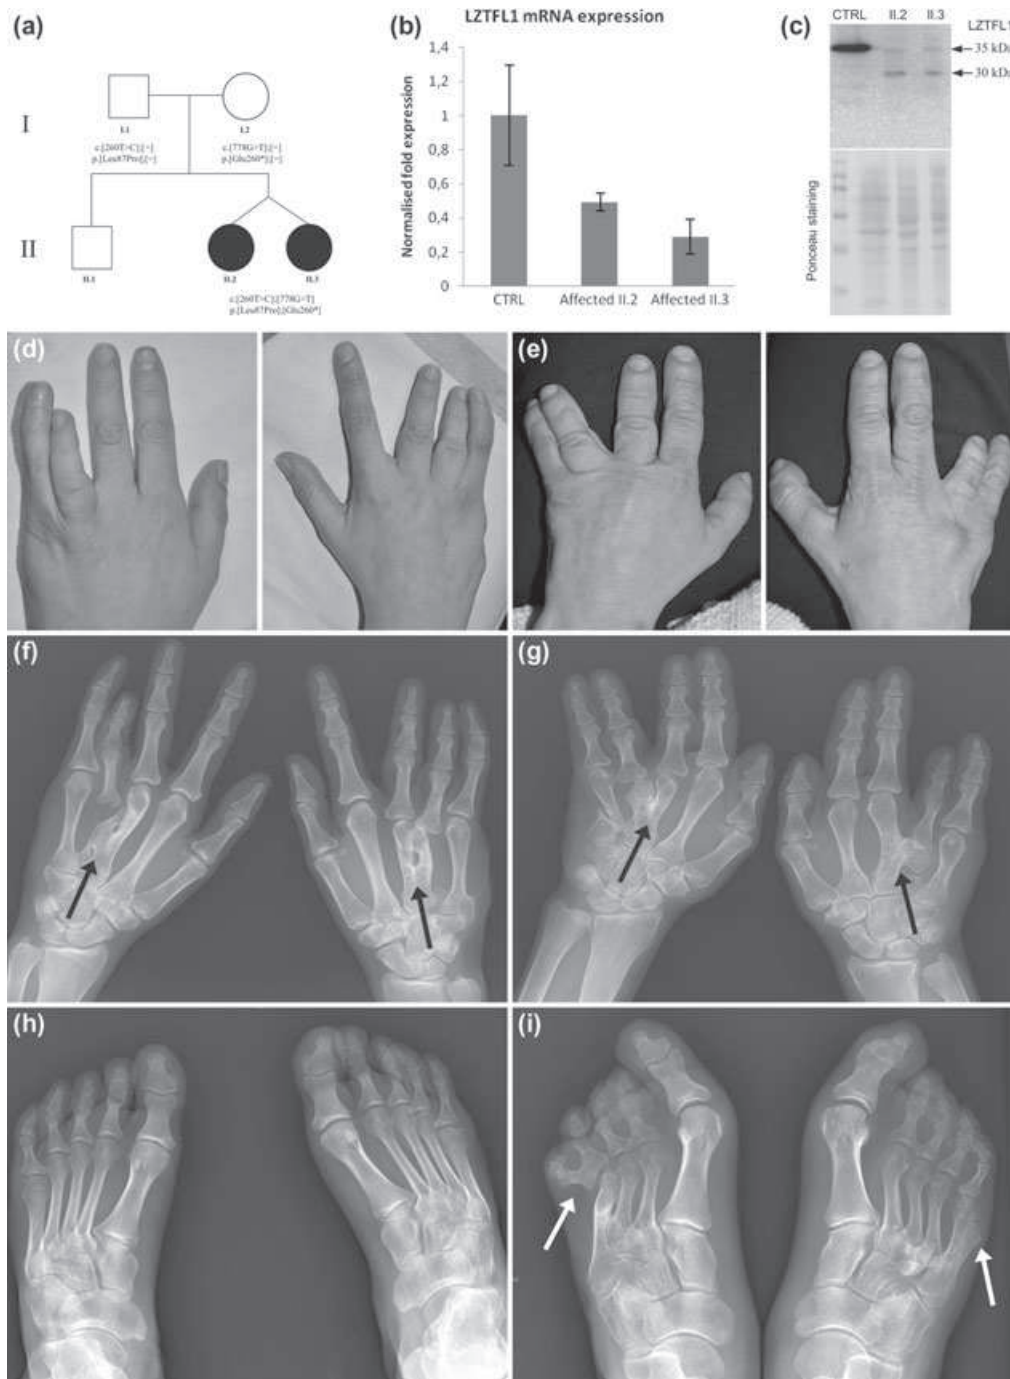 (a)
I
I.1
I.2
c.[260T>C];[=]
p.[Leu87Pro];[=]
c.[778G>T];[=]
p.[Glu260*];[=]
II
II.1
II.2
II.3
c.[260T>C];[778G>T]
p.[Leu87Pro];[Glu260*]
(b)
LZTFL1 mRNA expression
Normalised fold expression
1,4
1,2
1
0,8
0,6
0,4
0,2
0
CTRL
Affected II.2
Affected II.3
(c)
CTRL
II.2
II.3
LZTFL1
35 kDa
30 kDa
Ponceau staining
(d)
(e)
(f)
(g)
(h)
(i)